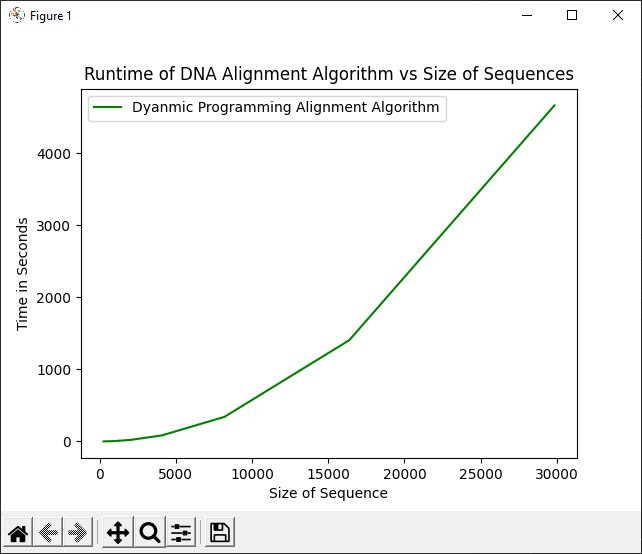 Figure 1
Runtime of DNA Alignment Algorithm vs Size of Sequences
Dyanmic Programming Alignment Algorithm
4000
3000
2000
1000
0
Time in Seconds
0 5000 10000 15000 20000 25000 30000
Size of Sequence